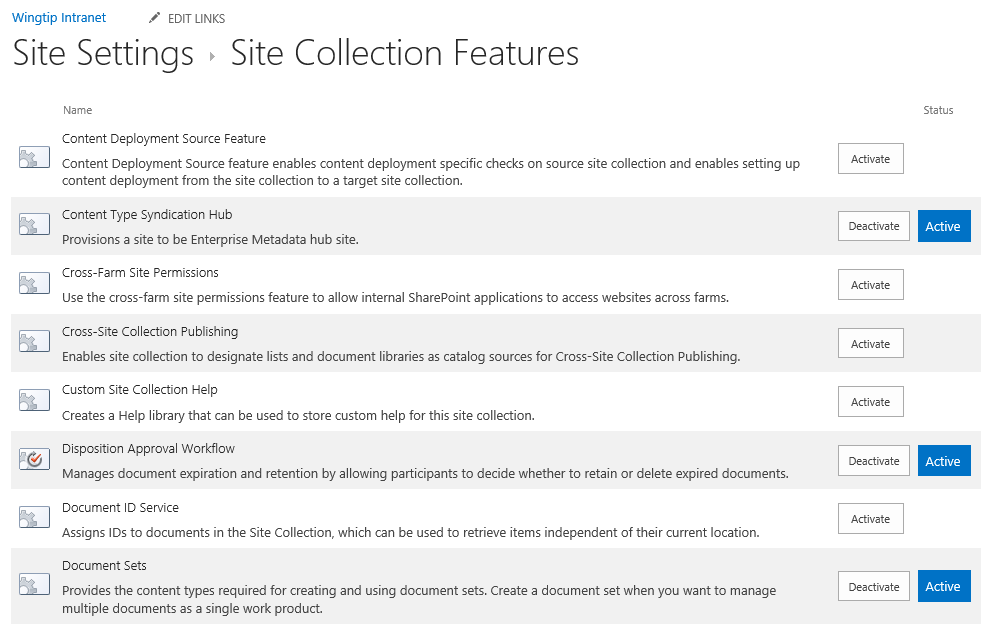 Wingtip Intranet EDIT LINKS
Site Settings ▸ Site Collection Features
Name Status
Content Deployment Source Feature
Content Deployment Source feature enables content deployment specific checks on source site collection and enables setting up
content deployment from the site collection to a target site collection.
Activate
Content Type Syndication Hub
Provisions a site to be Enterprise Metadata hub site.
Deactivate Active
Cross-Farm Site Permissions
Use the cross-farm site permissions feature to allow internal SharePoint applications to access websites across farms.
Activate
Cross-Site Collection Publishing
Enables site collection to designate lists and document libraries as catalog sources for Cross-Site Collection Publishing.
Activate
Custom Site Collection Help
Creates a Help library that can be used to store custom help for this site collection.
Activate
Disposition Approval Workflow
Manages document expiration and retention by allowing participants to decide whether to retain or delete expired documents.
Deactivate Active
Document ID Service
Assigns IDs to documents in the Site Collection, which can be used to retrieve items independent of their current location.
Activate
Document Sets
Provides the content types required for creating and using document sets. Create a document set when you want to manage
multiple documents as a single work product.
Deactivate Active